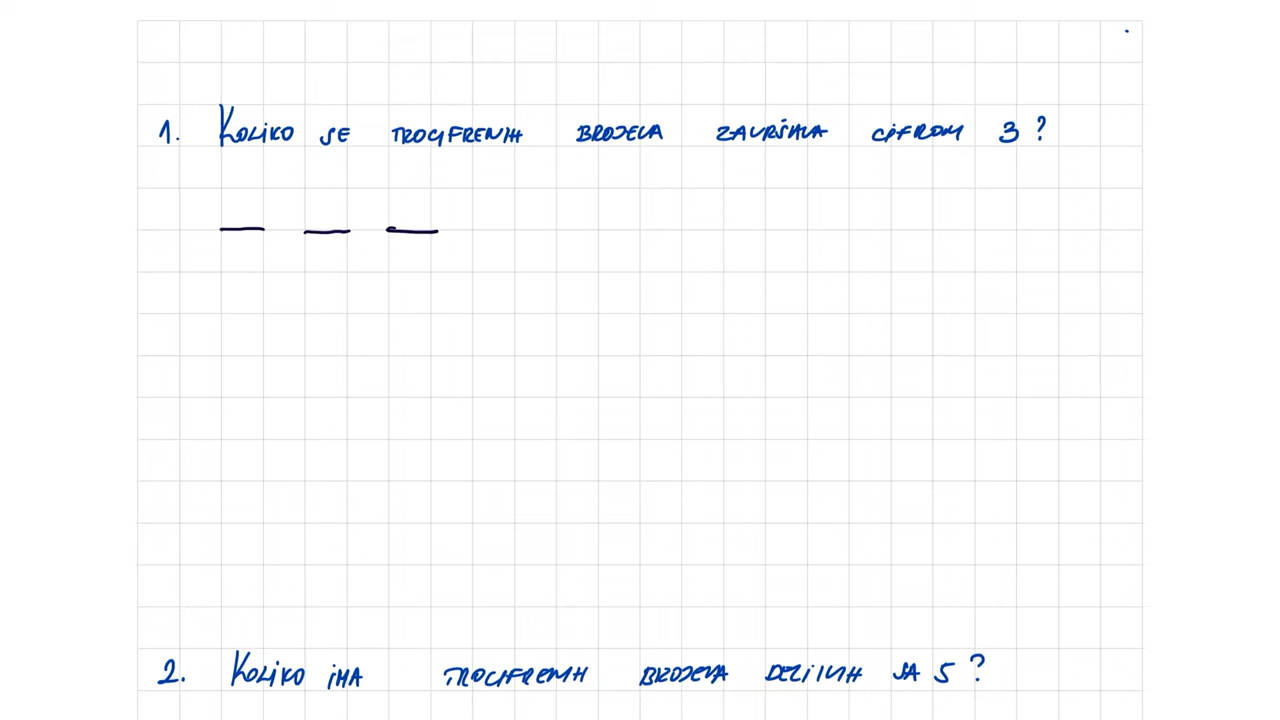 1. Koliko se trocifrenih brojeva završava cifrom 3?
2. Koliko ima trocifrenih brojeva deljivih sa 5?